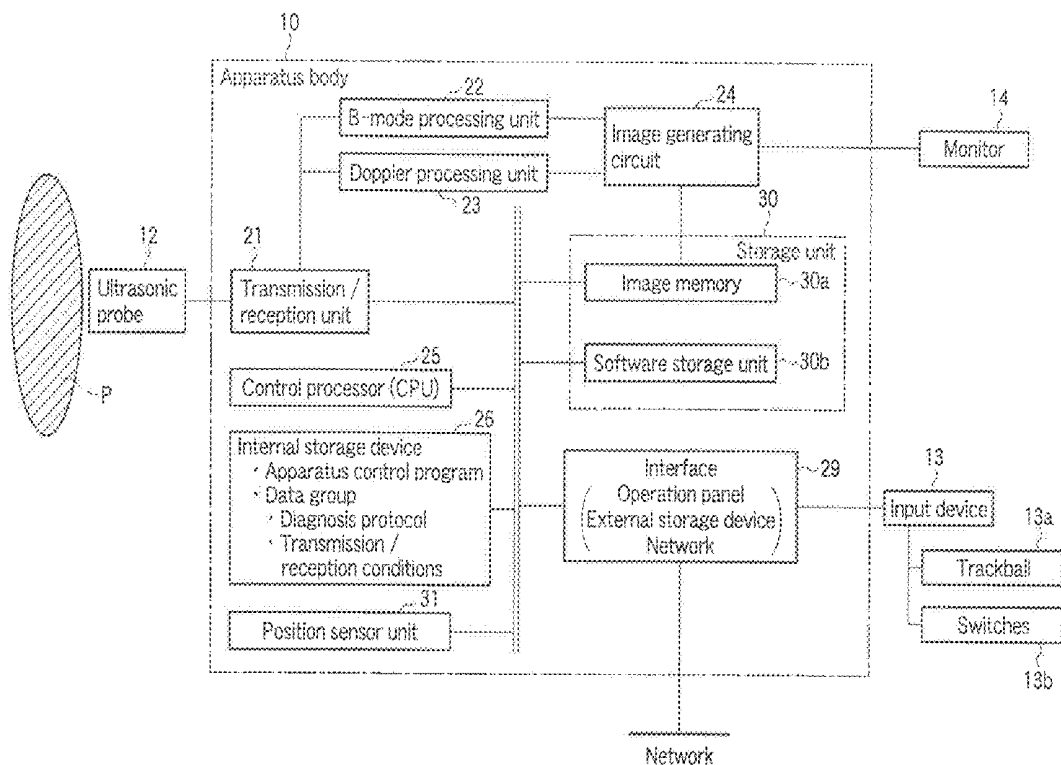 10
Apparatus body
22
B-mode processing unit
24
Image generating
circuit
14
Monitor
Doppler processing unit
23
30
Storage unit
12
Ultrasonic
probe
21
Transmission /
reception unit
Image memory
30a
Software storage unit
30b
P
25
Control processor (CPU)
26
Internal storage device
・Apparatus control program
・Data group
・Diagnosis protocol
・Transmission /
reception conditions
Interface
Operation panel
External storage device
Network
29
13
Input device
13a
Trackball
Switches
13b
31
Position sensor unit
Network